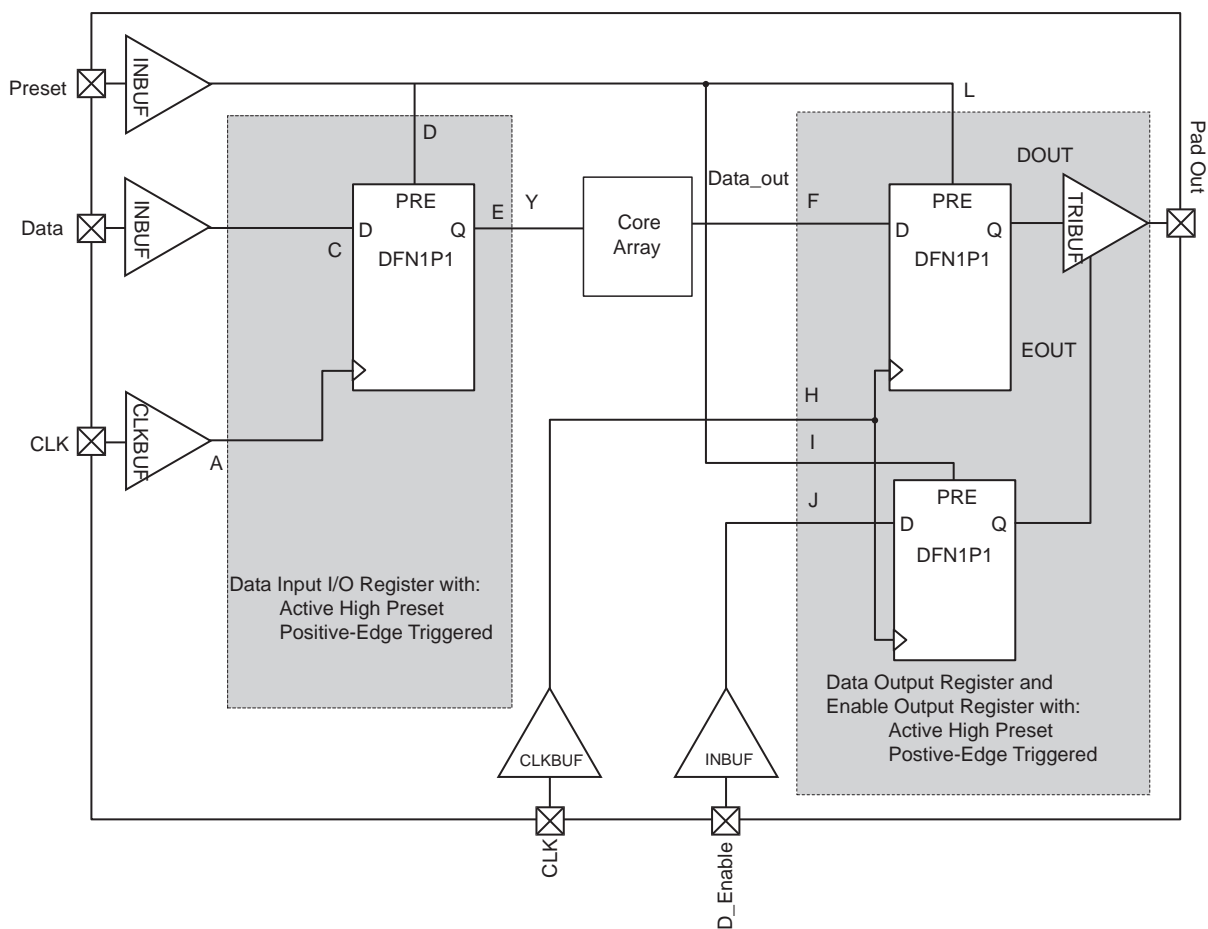 Preset
INBUF
L
D
Pad Out
DOUT
Data
INBUF
PRE
D
Q
C
DFN1P1
E
Y
Core
Array
Data_out
F
PRE
D
Q
DFN1P1
TRIBUF
EOUT
CLK
CLKBUF
A
H
I
J
PRE
D
Q
DFN1P1
Data Input I/O Register with:
Active High Preset
Positive-Edge Triggered
Data Output Register and
Enable Output Register with:
Active High Preset
Postive-Edge Triggered
CLKBUF
INBUF
CLK
D_Enable